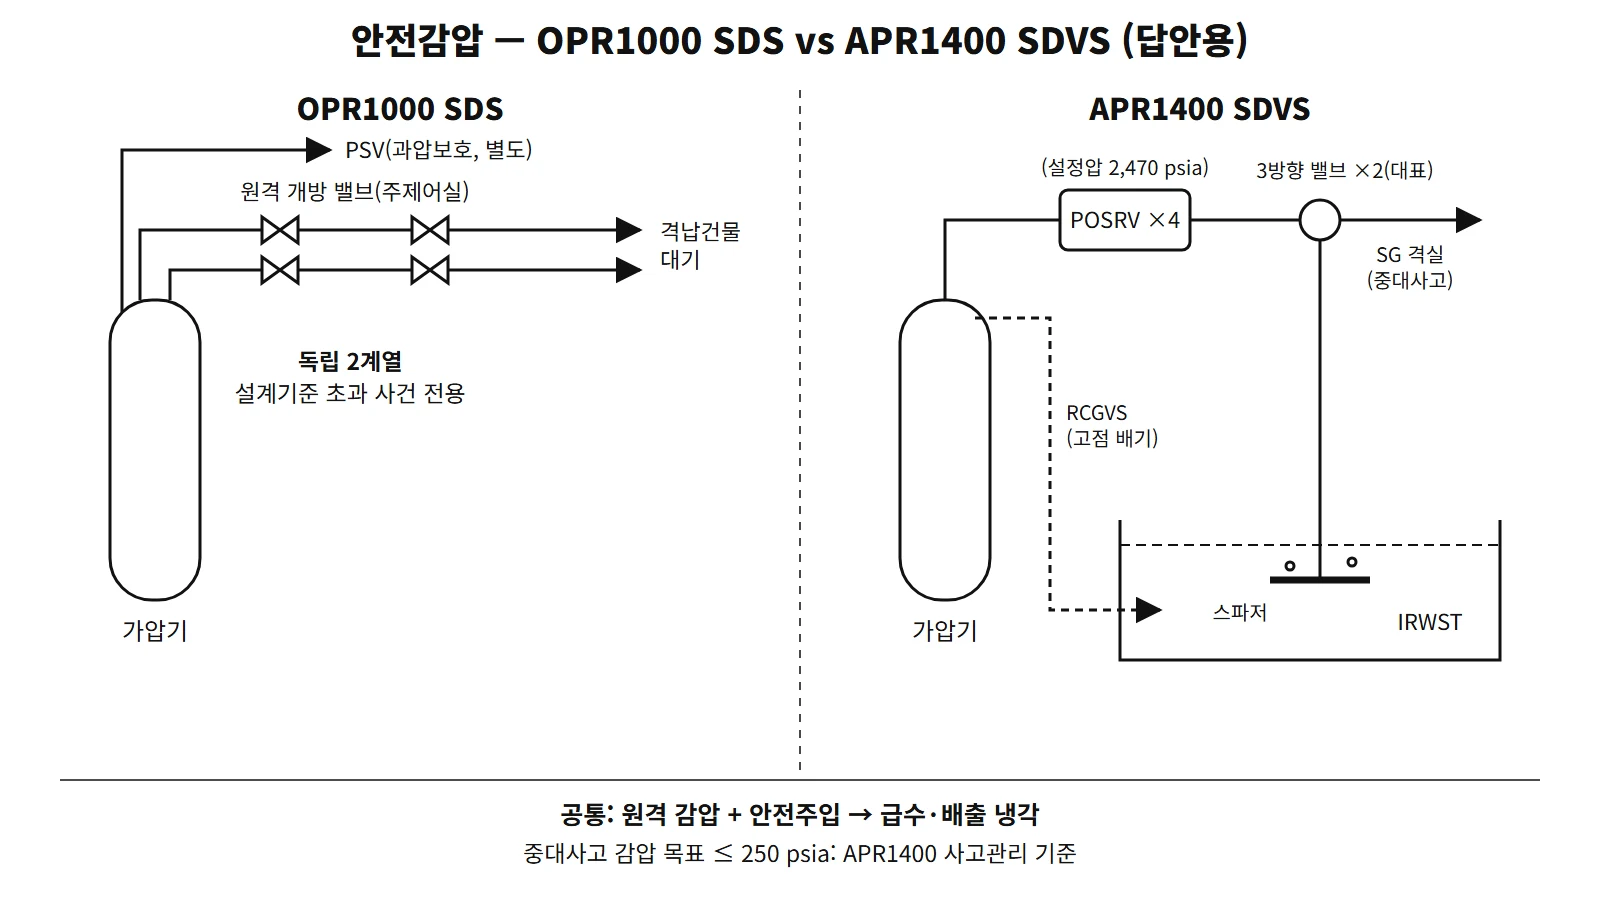 안전감압 — OPR1000 SDS vs APR1400 SDVS (답안용)
OPR1000 SDS
PSV(과압보호, 별도)
원격 개방 밸브(주제어실)
격납건물
대기
독립 2계열
설계기준 초과 사건 전용
가압기
APR1400 SDVS
(설정압 2,470 psia)
3방향 밸브 ×2(대표)
POSRV ×4
SG 격실
(중대사고)
RCGVS
(고점 배기)
스파저
IRWST
가압기
공통: 원격 감압 + 안전주입 → 급수·배출 냉각
중대사고 감압 목표 ≤ 250 psia: APR1400 사고관리 기준